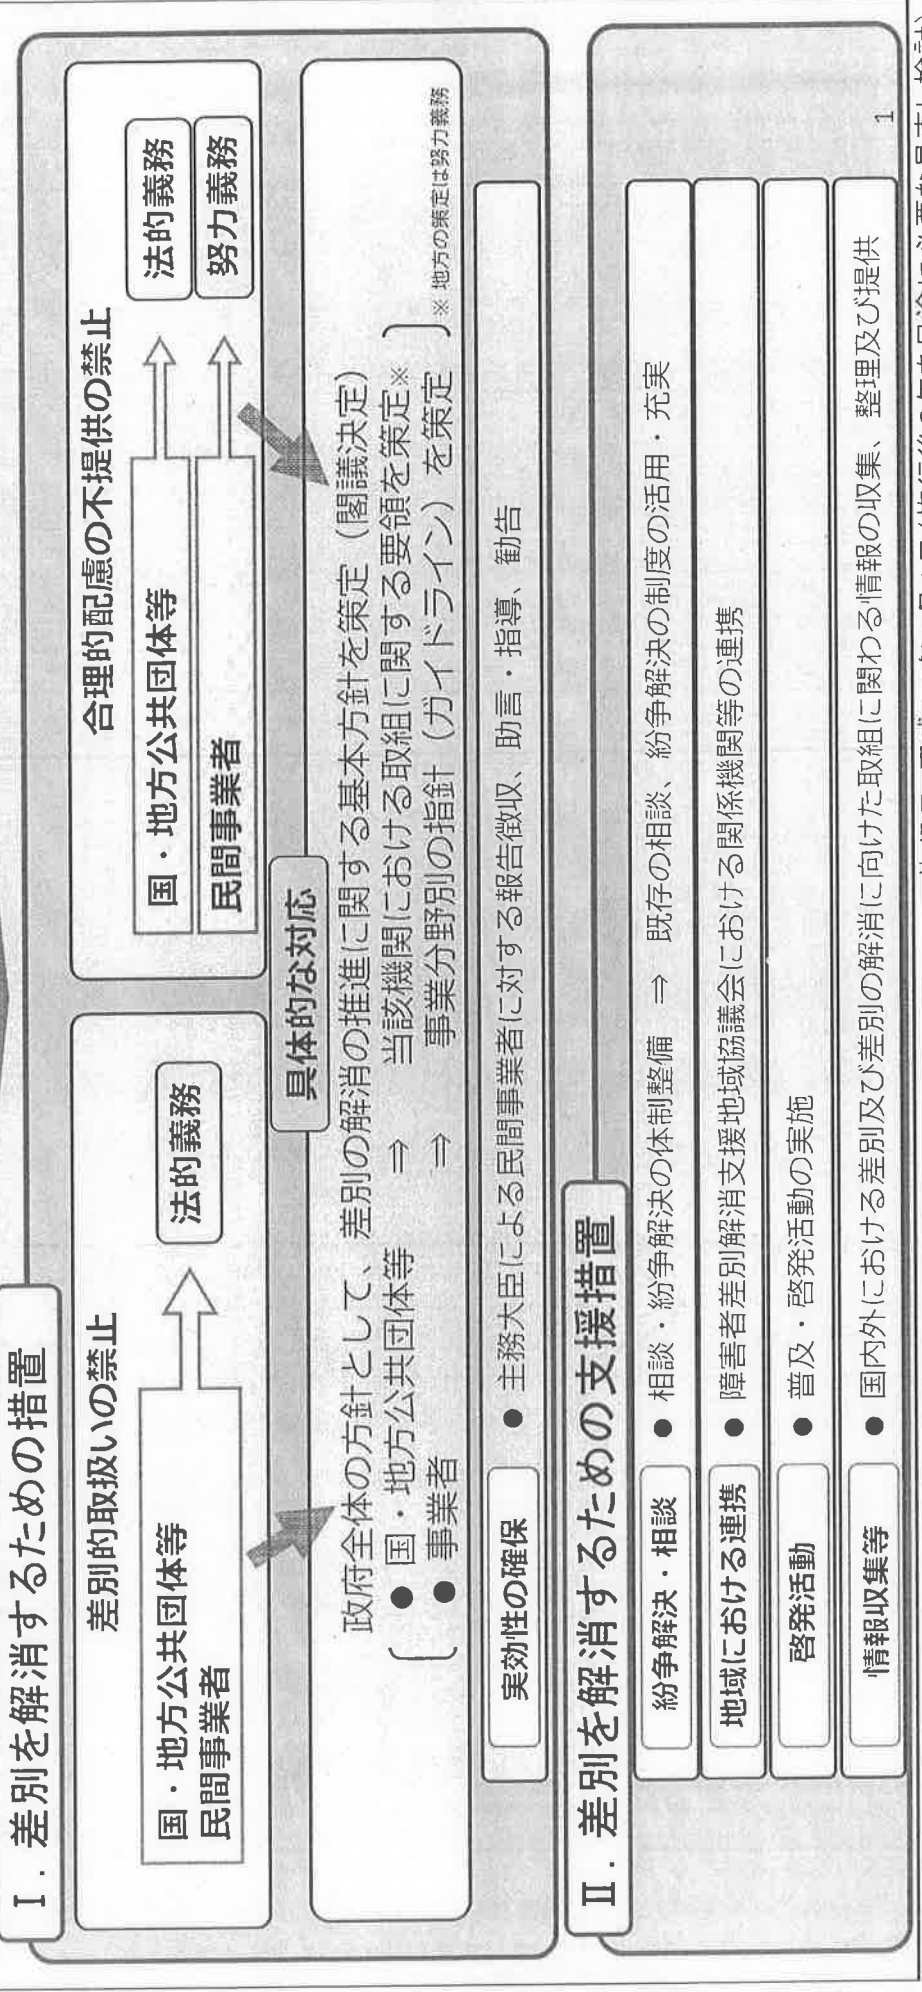 Ⅰ. 差別を解消するための措置
差別的取扱いの禁止
国・地方公共団体等
民間事業者
法的義務
合理的配慮の不提供の禁止
国・地方公共団体等
法的義務
民間事業者
努力義務
具体的な対応
政府全体の方針として、差別の解消の推進に関する基本方針を策定（閣議決定）
● 国・地方公共団体等 ⇒ 当該機関における取組に関する要領を策定※
● 事業者 ⇒ 事業分野別の指針（ガイドライン）を策定
※ 地方の策定は努力義務
実効性の確保
● 主務大臣による民間事業者に対する報告徴収、助言・指導、勧告
Ⅱ. 差別を解消するための支援措置
紛争解決・相談
● 相談・紛争解決の体制整備 ⇒ 既存の相談、紛争解決の制度の活用・充実
地域における連携
● 障害者差別解消支援地域協議会における関係機関等の連携
啓発活動
● 普及・啓発活動の実施
情報収集等
● 国内外における差別及び差別の解消に向けた取組に関わる情報の収集、整理及び提供
1